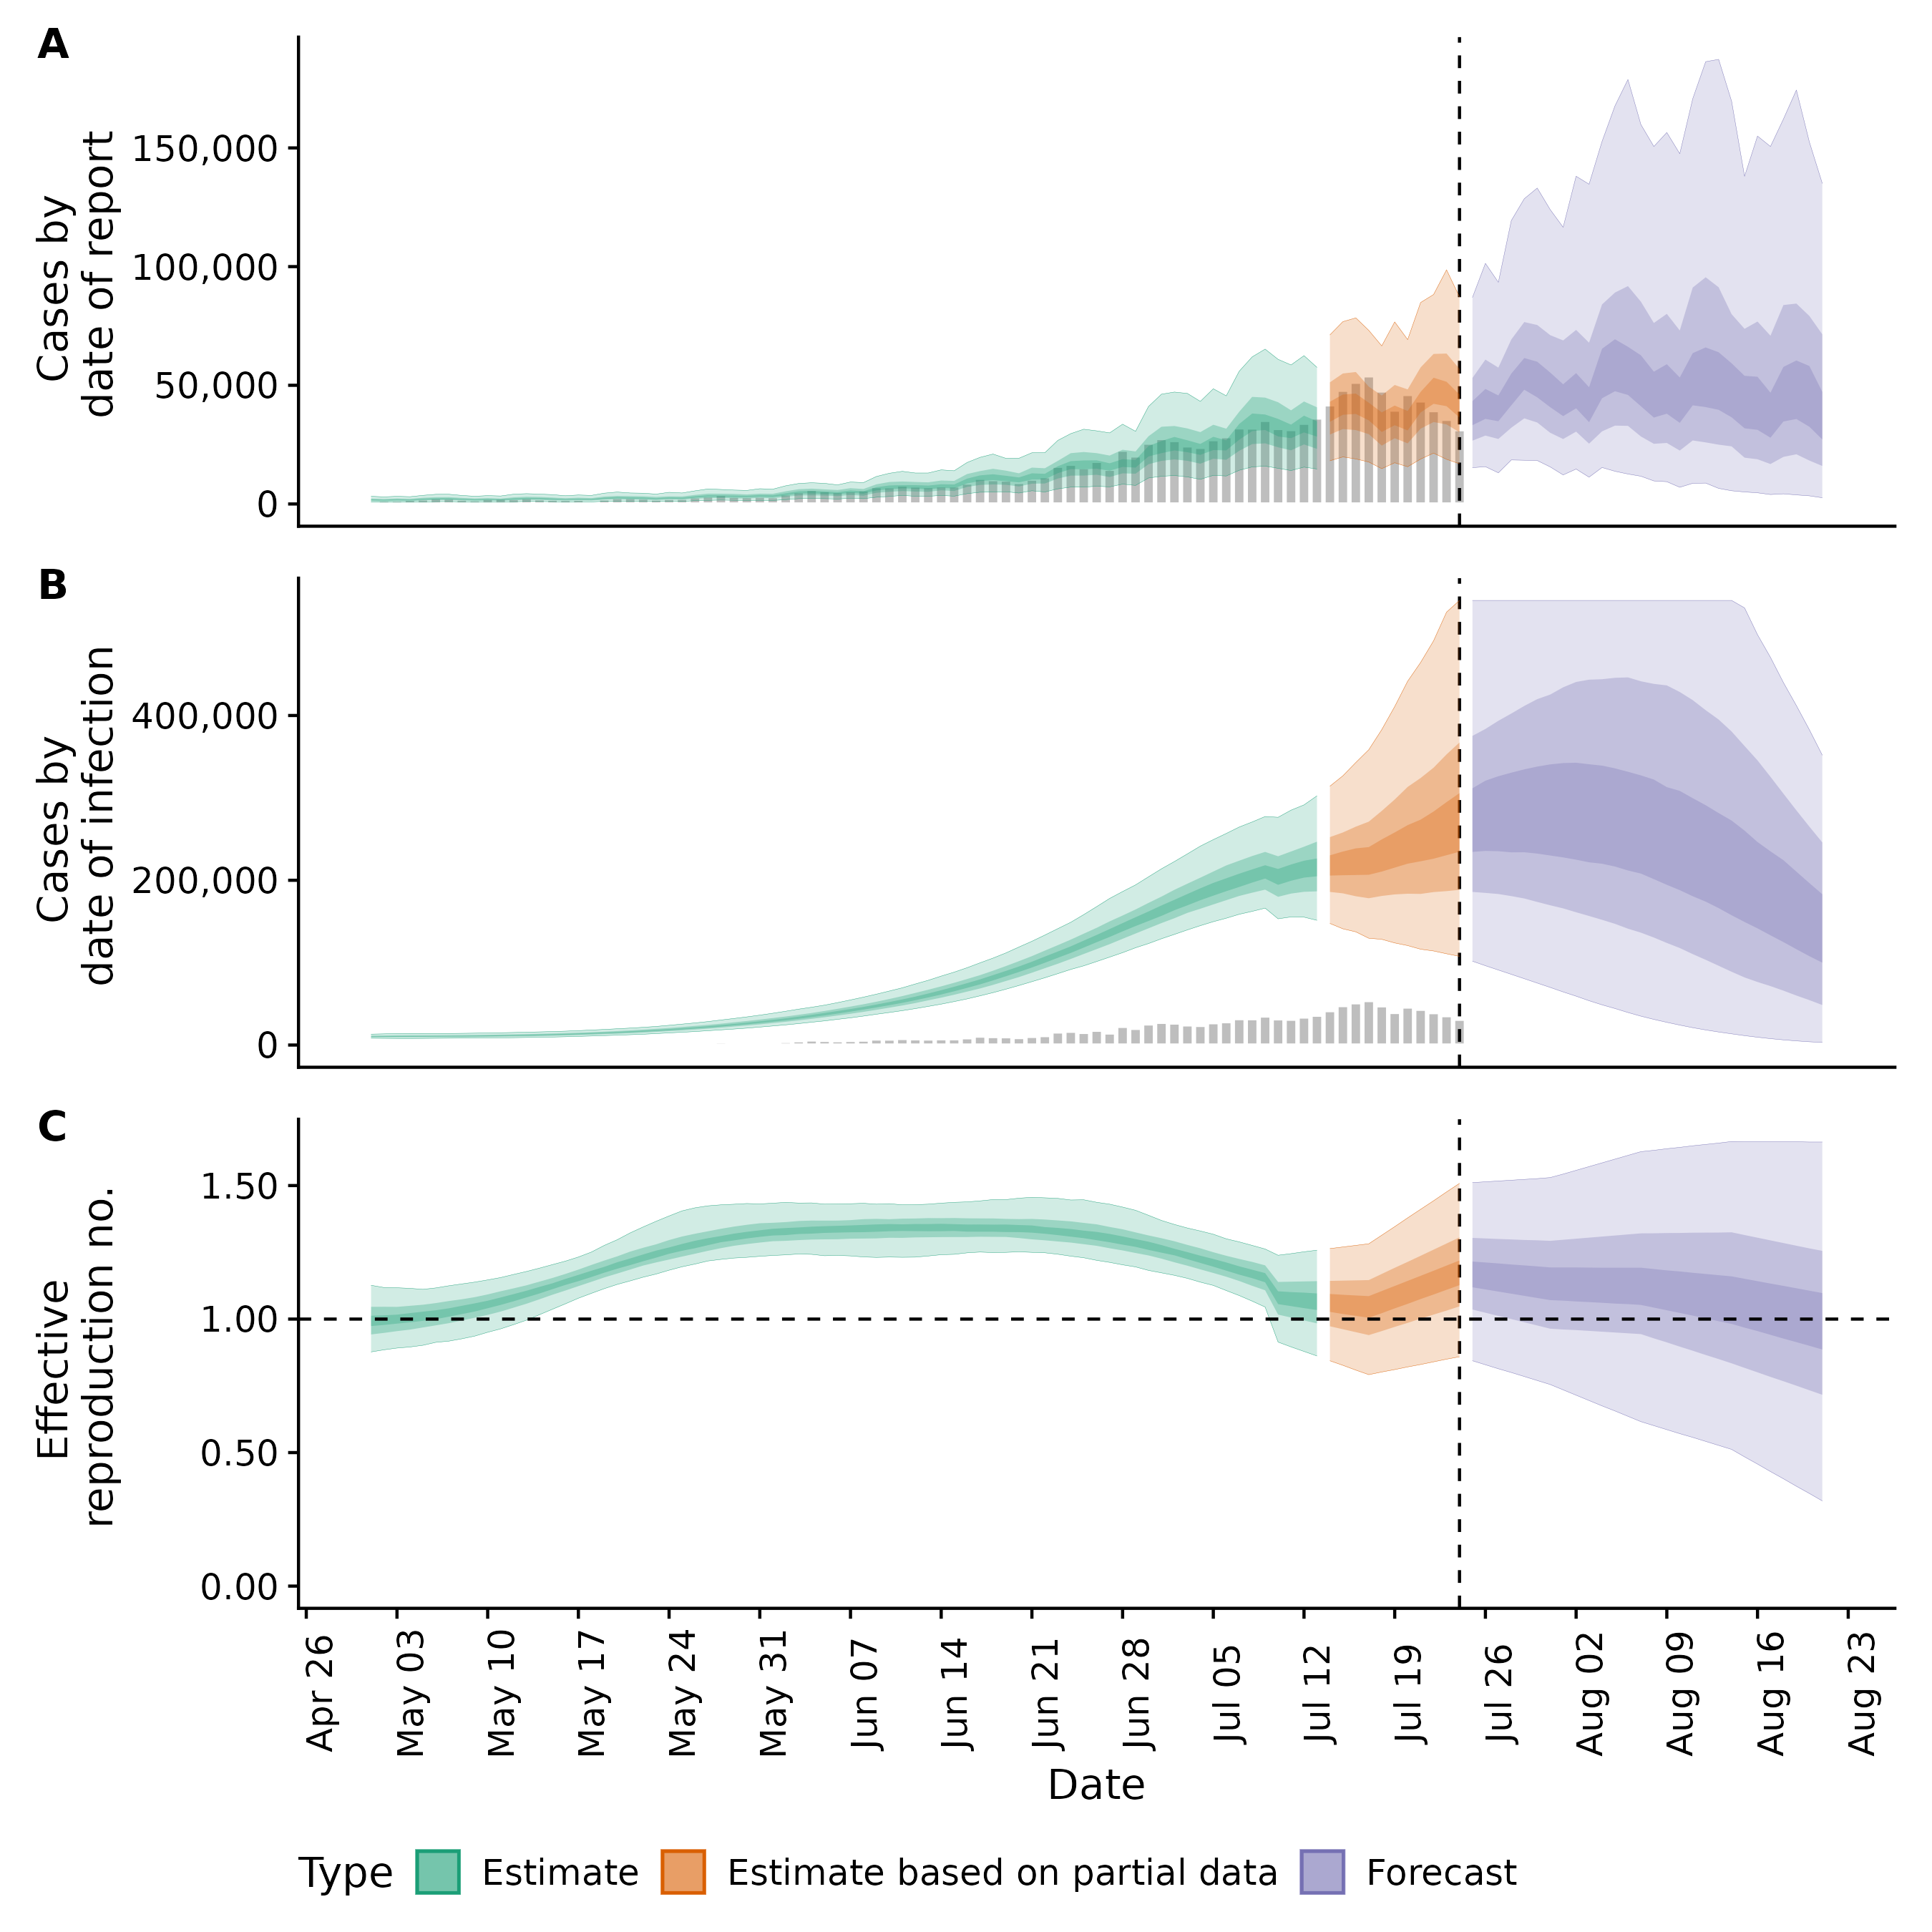 A
Cases by
date of report
150,000
100,000
50,000
0
B
Cases by
date of infection
400,000
200,000
0
C
Effective
reproduction no.
1.50
1.00
0.50
0.00
Apr 26
May 03
May 10
May 17
May 24
May 31
Jun 07
Jun 14
Jun 21
Jun 28
Jul 05
Jul 12
Jul 19
Jul 26
Aug 02
Aug 09
Aug 16
Aug 23
Date
Type Estimate Estimate based on partial data Forecast